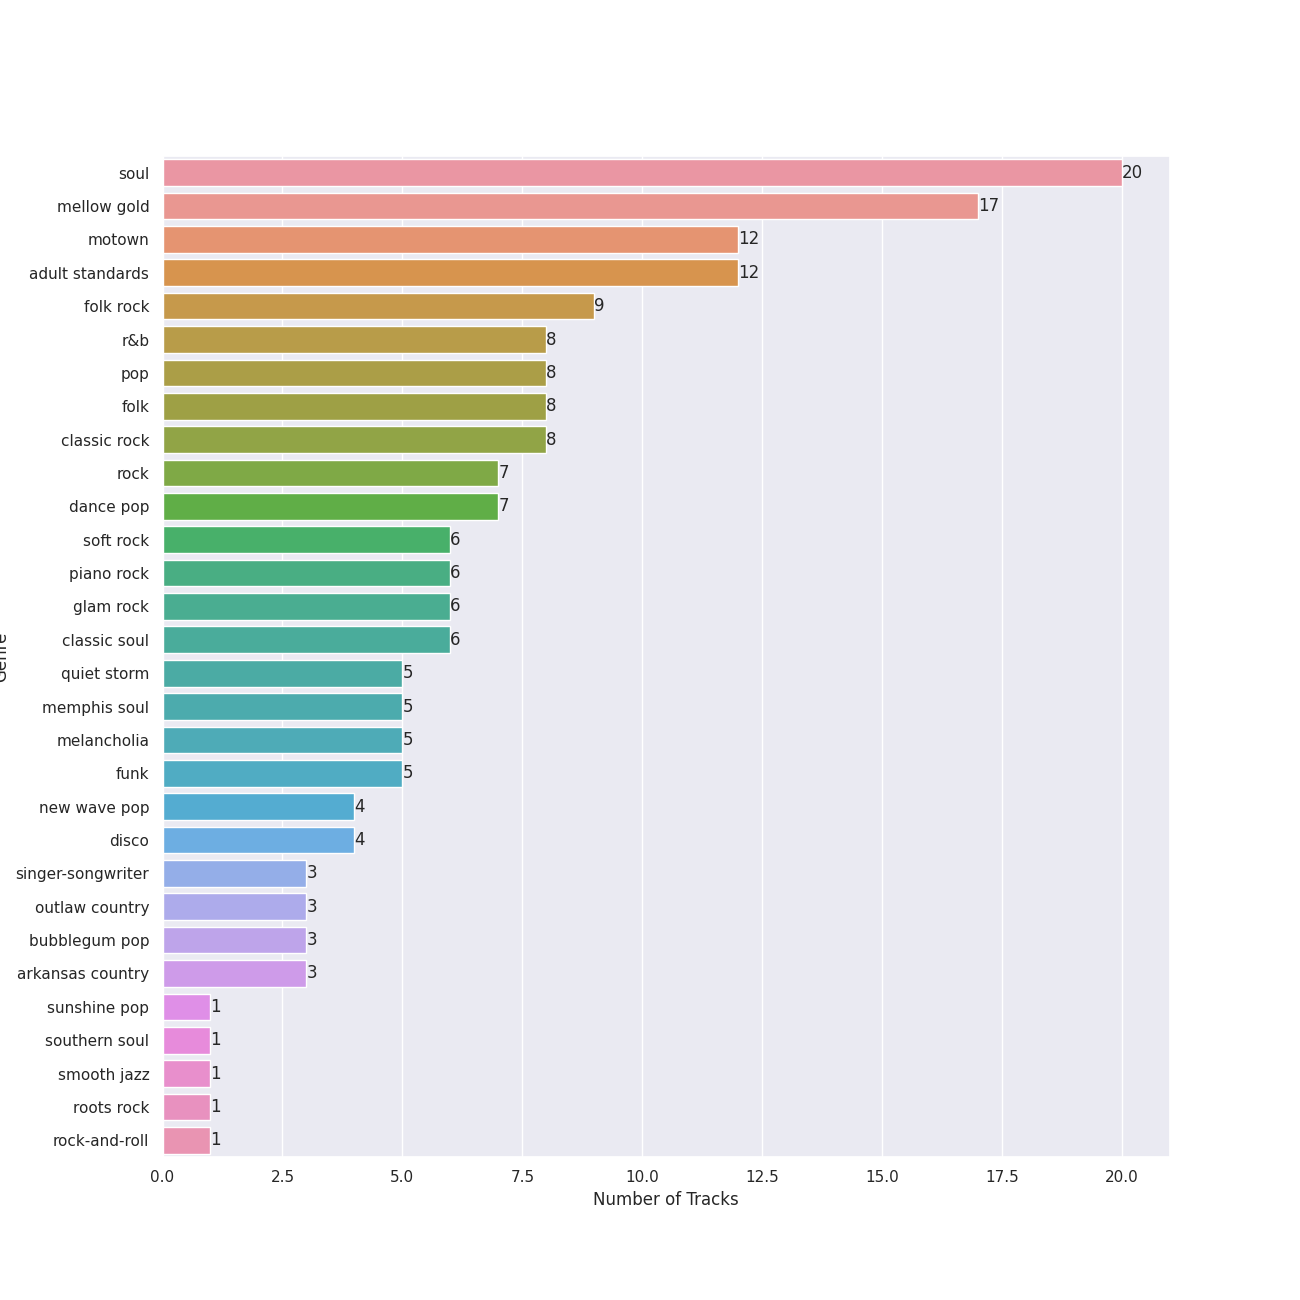 soul 20
mellow gold 17
motown 12
adult standards 12
folk rock 9
r&b 8
pop 8
folk 8
classic rock 8
rock 7
dance pop 7
soft rock 6
piano rock 6
glam rock 6
classic soul 6
quiet storm 5
memphis soul 5
melancholia 5
funk 5
new wave pop 4
disco 4
singer-songwriter 3
outlaw country 3
bubblegum pop 3
arkansas country 3
sunshine pop 1
southern soul 1
smooth jazz 1
roots rock 1
rock-and-roll 1
0.0 2.5 5.0 7.5 10.0 12.5 15.0 17.5 20.0
Number of Tracks
Genre